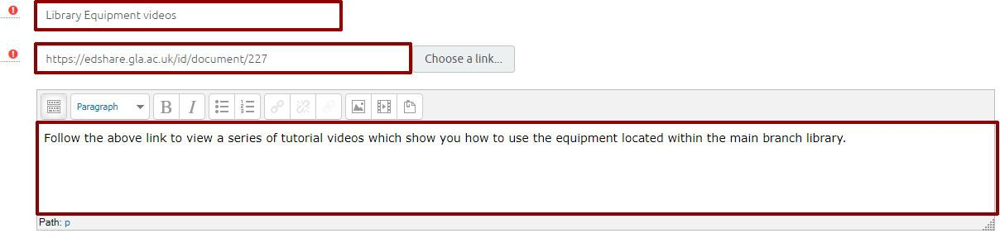 Library Equipment videos
https://edshare.gla.ac.uk/id/document/227
Choose a link...
Paragraph B I
Follow the above link to view a series of tutorial videos which show you how to use the equipment located within the main branch library.
Path: p